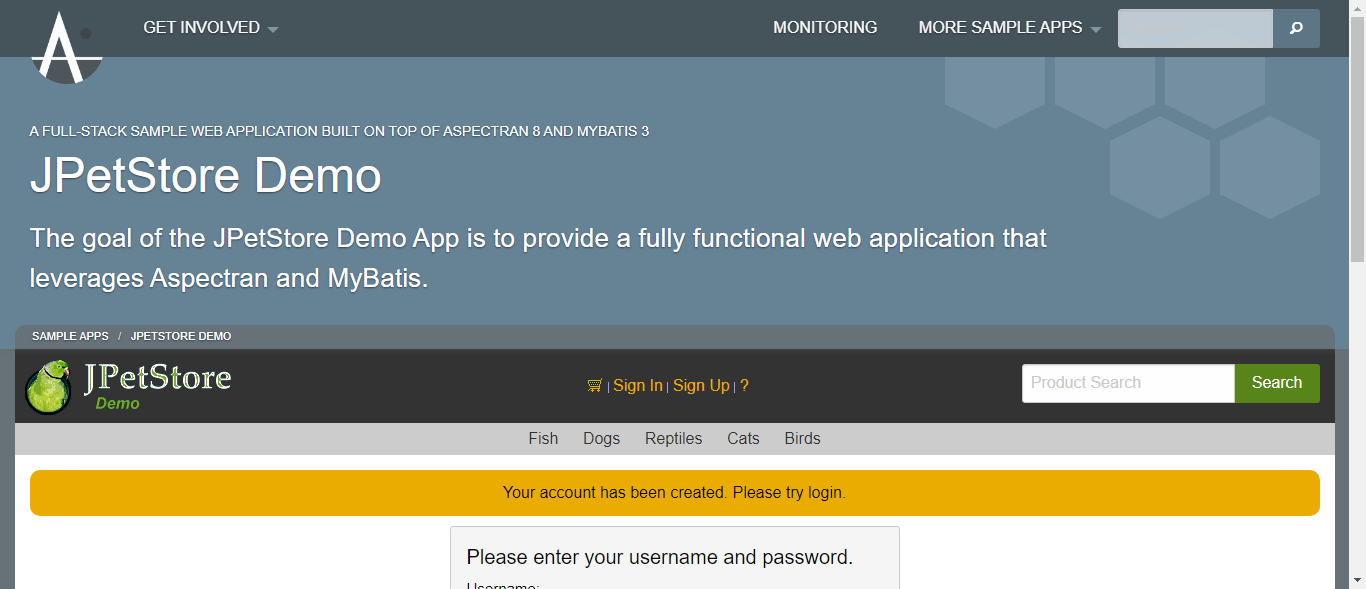 GET INVOLVED
MONITORING
MORE SAMPLE APPS
A FULL-STACK SAMPLE WEB APPLICATION BUILT ON TOP OF ASPECTRAN 8 AND MYBATIS 3
JPetStore Demo
The goal of the JPetStore Demo App is to provide a fully functional web application that
leverages Aspectran and MyBatis.
SAMPLE APPS / JPETSTORE DEMO
JPetStore
Demo
| Sign In | Sign Up | ?
Product Search
Search
Fish Dogs Reptiles Cats Birds
Your account has been created. Please try login.
Please enter your username and password.
Username: